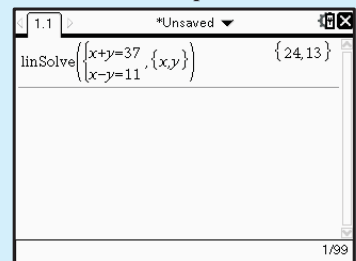 1.1 *Unsaved
linSolve({x+y=37, x−y=11, {x,y}) {24,13}
1/99